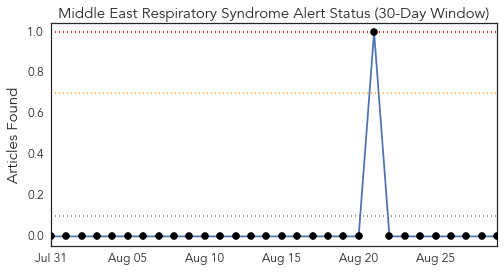 Middle East Respiratory Syndrome Alert Status (30-Day Window)
Articles Found
1.0
0.8
0.6
0.4
0.2
0.0
Jul 31 Aug 05 Aug 10 Aug 15 Aug 20 Aug 25